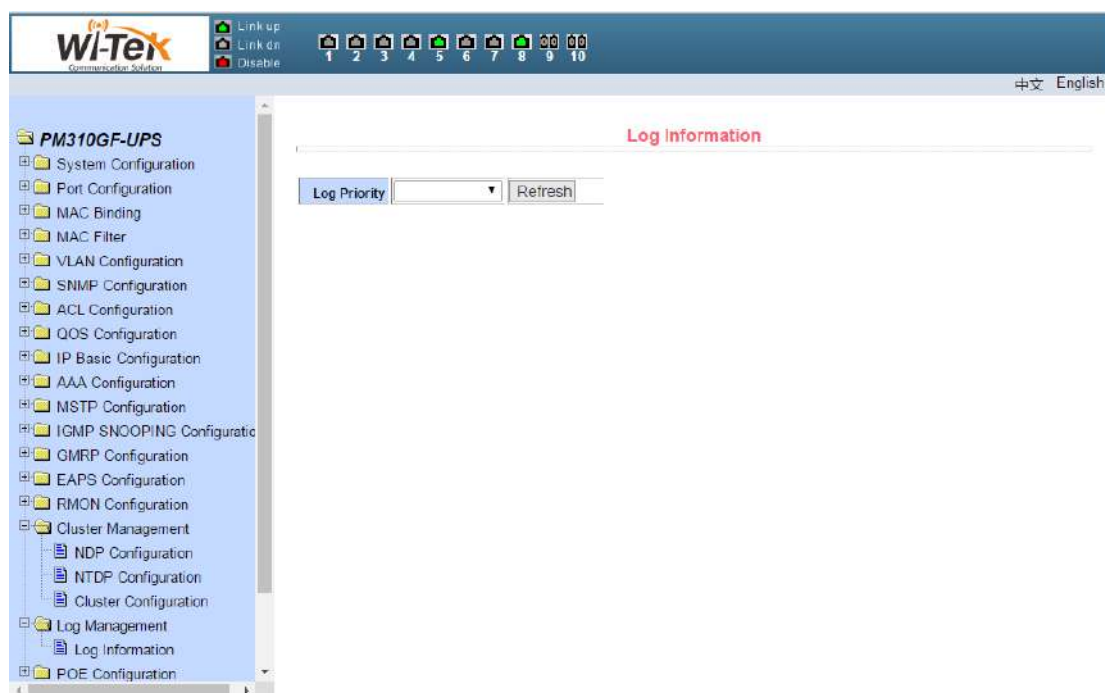 Wi-Tek
Communication Solution
Link up
Link dn
Disable
1 2 3 4 5 6 7 8 9 10
中文 English
PM310GF-UPS
System Configuration
Port Configuration
MAC Binding
MAC Filter
VLAN Configuration
SNMP Configuration
ACL Configuration
QOS Configuration
IP Basic Configuration
AAA Configuration
MSTP Configuration
IGMP SNOOPING Configuratio
GMRP Configuration
EAPS Configuration
RMON Configuration
Cluster Management
NDP Configuration
NTDP Configuration
Cluster Configuration
Log Management
Log Information
POE Configuration
Log Information
Log Priority Refresh